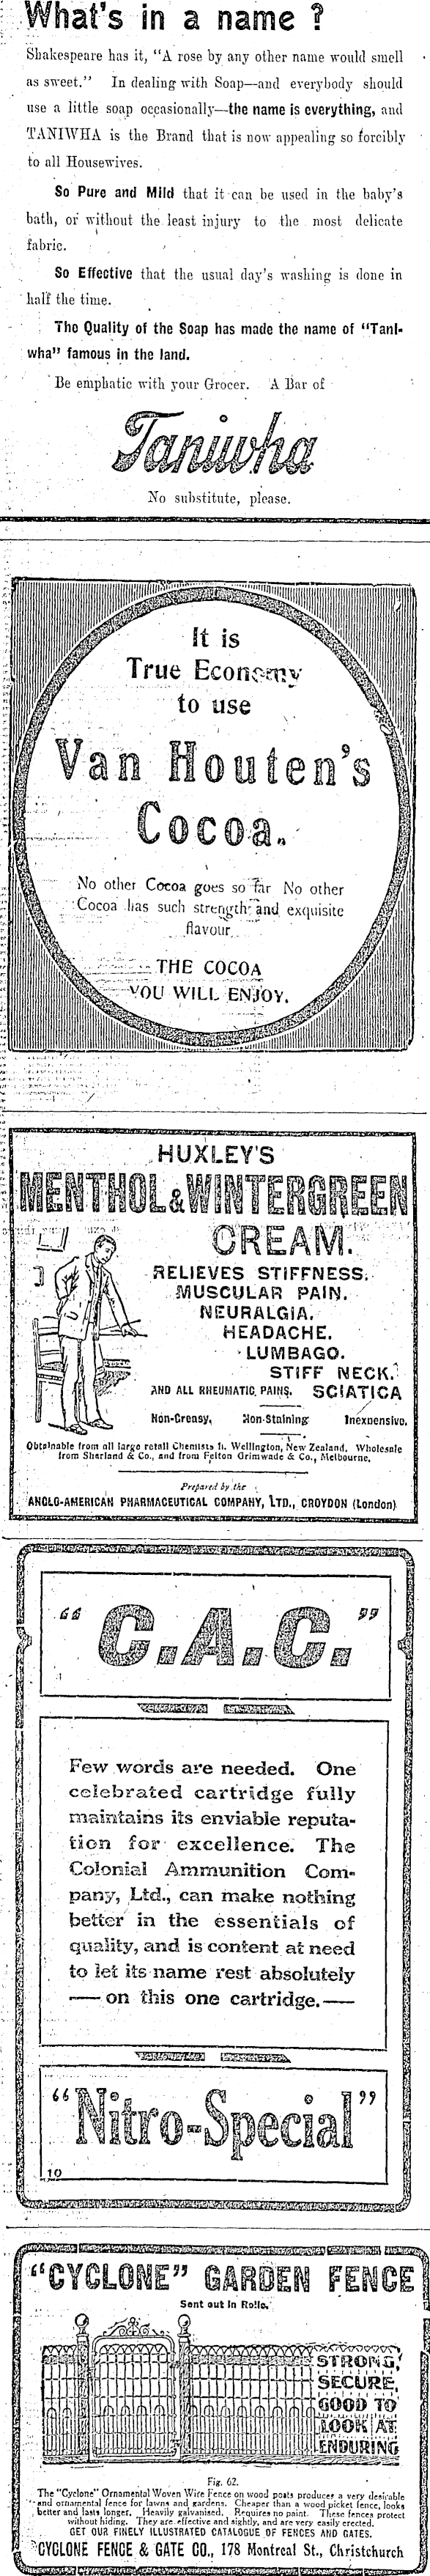 What's in a name ?
Shakespeare has it, "A rose by any other name would smell
as sweet." In dealing with Soap—and everybody should
use a little soap occasionally—the name is everything, and
TANIWHA is the Brand that is now appealing so forcibly
to all Housewives.
So Pure and Mild that it can be used in the baby's
bath, or without the least injury to the most delicate
fabric.
So Effective that the usual day's washing is done in
half the time.
The Quality of the Soap has made the name of "Tani-
wha" famous in the land.
Be emphatic with your Grocer. A Bar of
Taniwha
No substitute, please.
It is
True Economy
to use
Van Houten's
Cocoa.
No other Cocoa goes so far No other
Cocoa has such strength and exquisite
flavour
THE COCOA
YOU WILL ENJOY.
HUXLEY'S
MENTHOL & WINTERGREEN
CREAM.
RELIEVES STIFFNESS.
MUSCULAR PAIN.
NEURALGIA.
HEADACHE.
LUMBAGO.
STIFF NECK.
AND ALL RHEUMATIC PAINS. SCIATICA
Non-Greasy. Non-Staining Inexpensive.
Obtainable from all large retail Chemists in Wellington, New Zealand. Wholesale
from Sharland & Co., and from Felton Grimwade & Co., Melbourne.
Prepared by the
ANGLO-AMERICAN PHARMACEUTICAL COMPANY, LTD., CROYDON (London)
"C.A.C."
Few words are needed. One
celebrated cartridge fully
maintains its enviable reputa-
tion for excellence. The
Colonial Ammunition Com-
pany, Ltd., can make nothing
better in the essentials of
quality, and is content at need
to let its name rest absolutely
— on this one cartridge. —
"Nitro-Special"
10
"CYCLONE" GARDEN FENCE
Sent out in Rolls.
STRONG,
SECURE,
GOOD TO
LOOK AT
ENDURING
Fig. 62.
The "Cyclone" Ornamental Woven Wire Fence on wood posts produces a very desirable
and ornamental fence for lawns and gardens. Cheaper than a wood picket fence, looks
better and lasts longer. Heavily galvanised. Requires no paint. These fences protect
without hiding. They are effective and sightly, and are very easily erected.
GET OUR FINELY ILLUSTRATED CATALOGUE OF FENCES AND GATES.
CYCLONE FENCE & GATE CO., 178 Montreal St., Christchurch